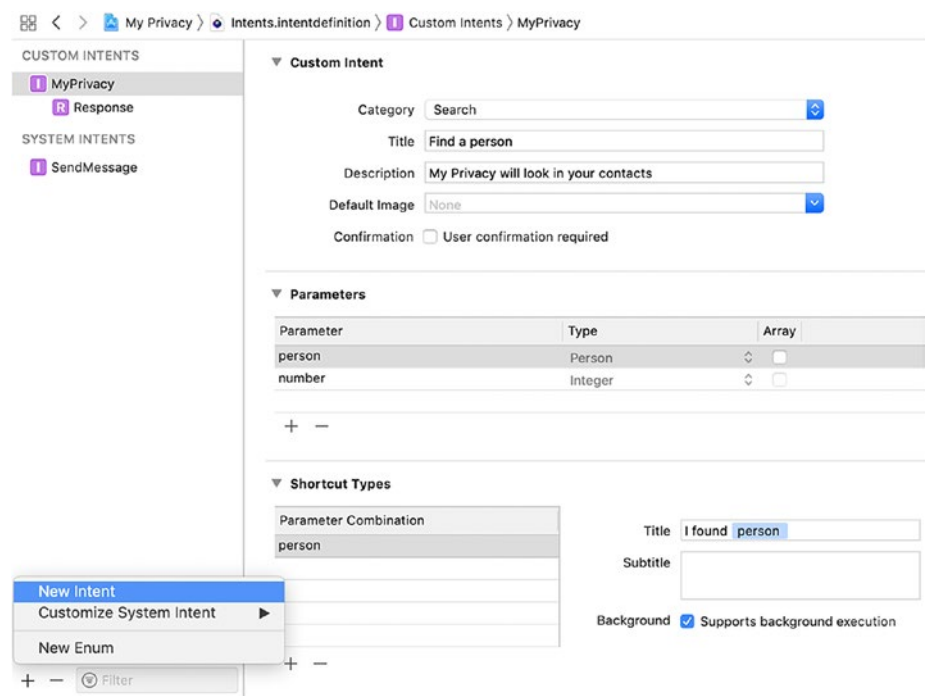 My Privacy 〉 Intents.intentdefinition 〉 I Custom Intents 〉 MyPrivacy
CUSTOM INTENTS
I MyPrivacy
R Response
SYSTEM INTENTS
I SendMessage
Custom Intent
Category Search
Title Find a person
Description My Privacy will look in your contacts
Default Image None
Confirmation User confirmation required
Parameters
Parameter Type Array
person Person
number Integer
+ −
Shortcut Types
Parameter Combination
person
Title I found person
Subtitle
Background Supports background execution
+ −
New Intent
Customize System Intent
New Enum
+ − Filter